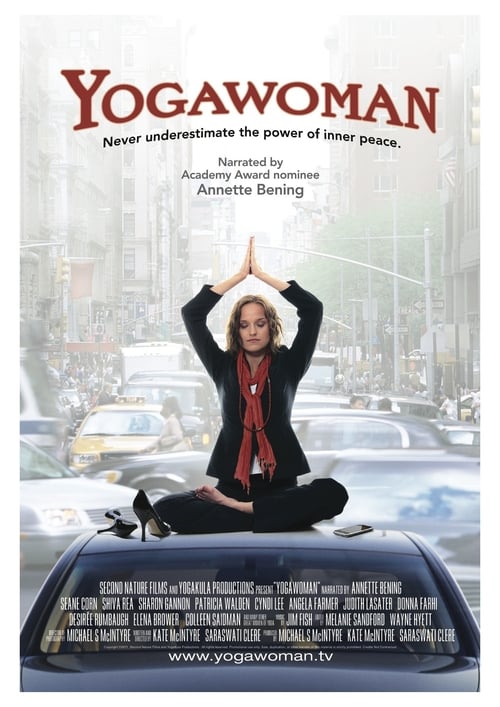 YOGAWOMAN
Never underestimate the power of inner peace.
Narrated by
Academy Award nominee
Annette Bening
SECOND NATURE FILMS AND YOGAKULA PRODUCTIONS PRESENT "YOGAWOMAN" NARRATED BY ANNETTE BENING
SEANE CORN SHIVA REA SHARON GANNON PATRICIA WALDEN CYNDI LEE ANGELA FARMER JUDITH LASATER DONNA FARHI
DESIRÉE RUMBAUGH ELENA BROWER COLLEEN SAIDMAN MUSIC BY JIM FISH MELANIE SANDFORD WAYNE HYETT
MICHAEL S McINTYRE KATE McINTYRE SARASWATI CLERE MICHAEL S McINTYRE KATE McINTYRE SARASWATI CLERE
www.yogawoman.tv